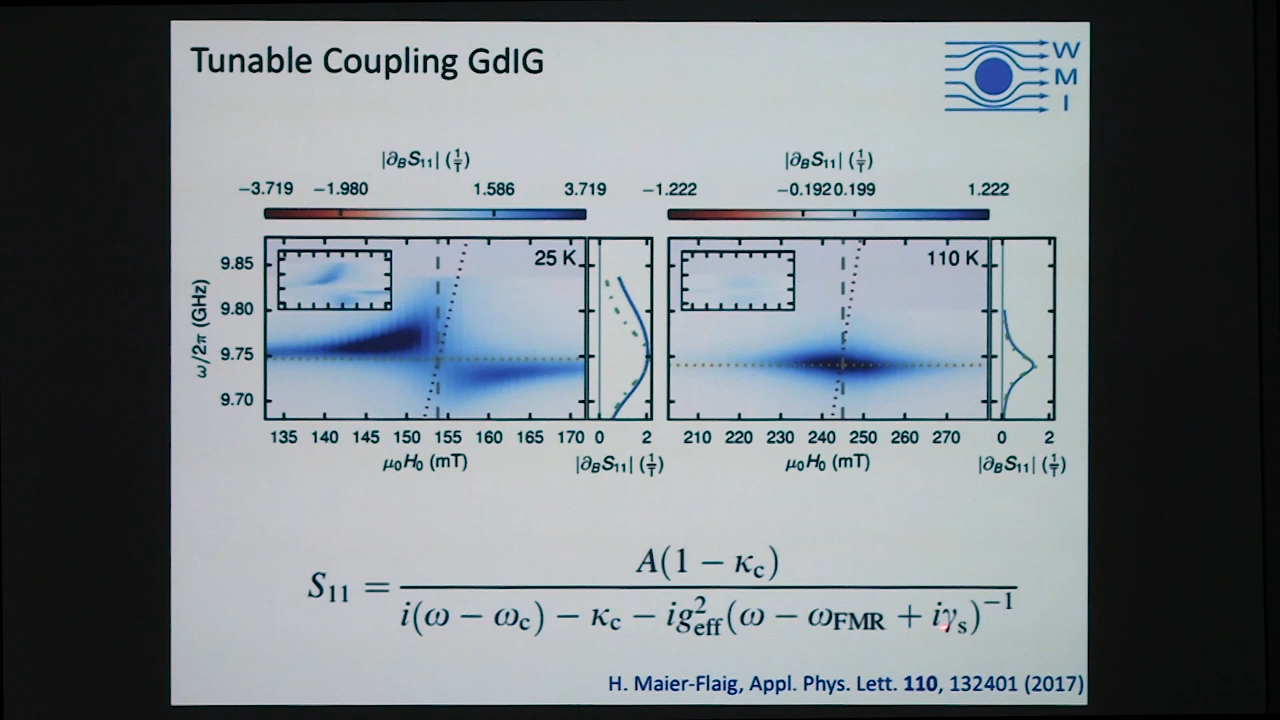 Tunable Coupling GdIG
W
M
I
|∂BS₁₁| (1/T)
−3.719 −1.980 1.586 3.719
|∂BS₁₁| (1/T)
−1.222 −0.192 0.199 1.222
25 K
110 K
9.85
9.80
9.75
9.70
ω/2π (GHz)
135 140 145 150 155 160 165 170 0 2
210 220 230 240 250 260 270 0 2
μ₀H₀ (mT) |∂BS₁₁| (1/T)
μ₀H₀ (mT) |∂BS₁₁| (1/T)
S₁₁ = A(1 − κc) / i(ω − ωc) − κc − ig²eff(ω − ωFMR + iγs)⁻¹
H. Maier-Flaig, Appl. Phys. Lett. 110, 132401 (2017)